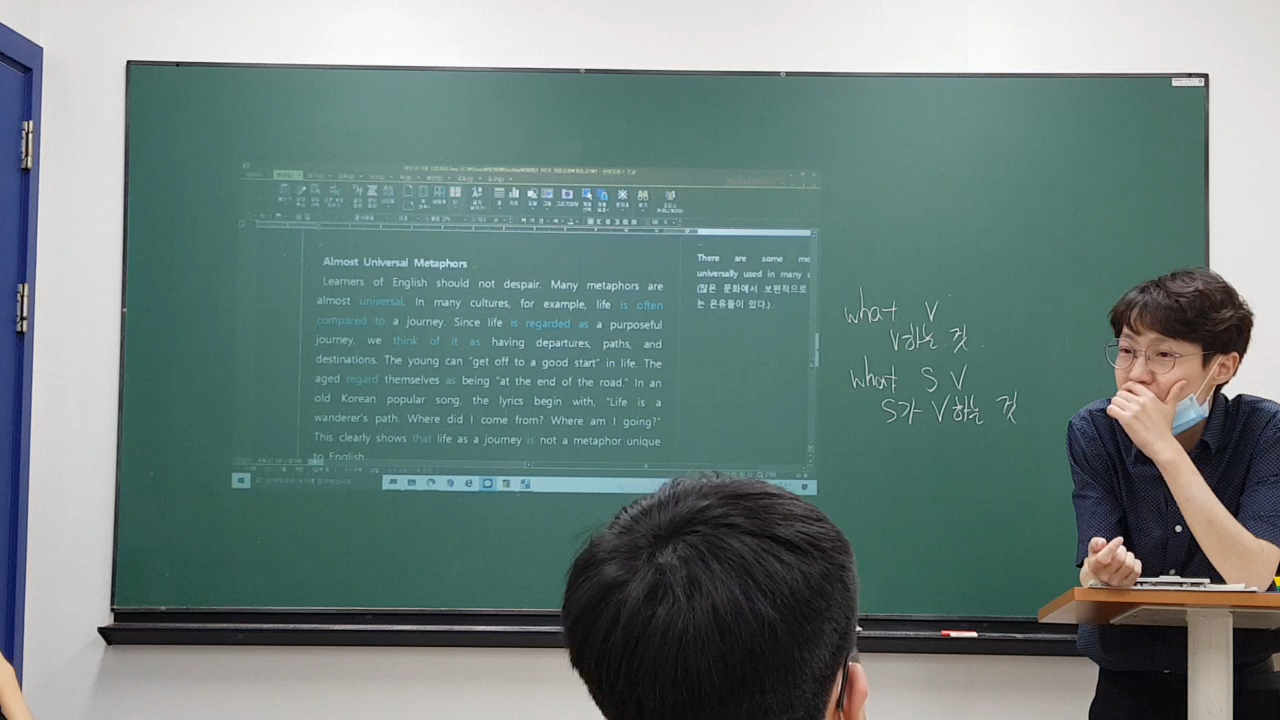 Almost Universal Metaphors
Learners of English should not despair. Many metaphors are
almost universal. In many cultures, for example, life is often
compared to a journey. Since life is regarded as a purposeful
journey, we think of it as having departures, paths, and
destinations. The young can "get off to a good start" in life. The
aged regard themselves as being "at the end of the road." In an
old Korean popular song, the lyrics begin with, "Life is a
wanderer's path. Where did I come from? Where am I going?"
This clearly shows that life as a journey is not a metaphor unique
to English.
There are some me
universally used in many c
(많은 문화에서 보편적으로
는 은유들이 있다.)
what V
V하는 것
what S V
S가 V하는 것